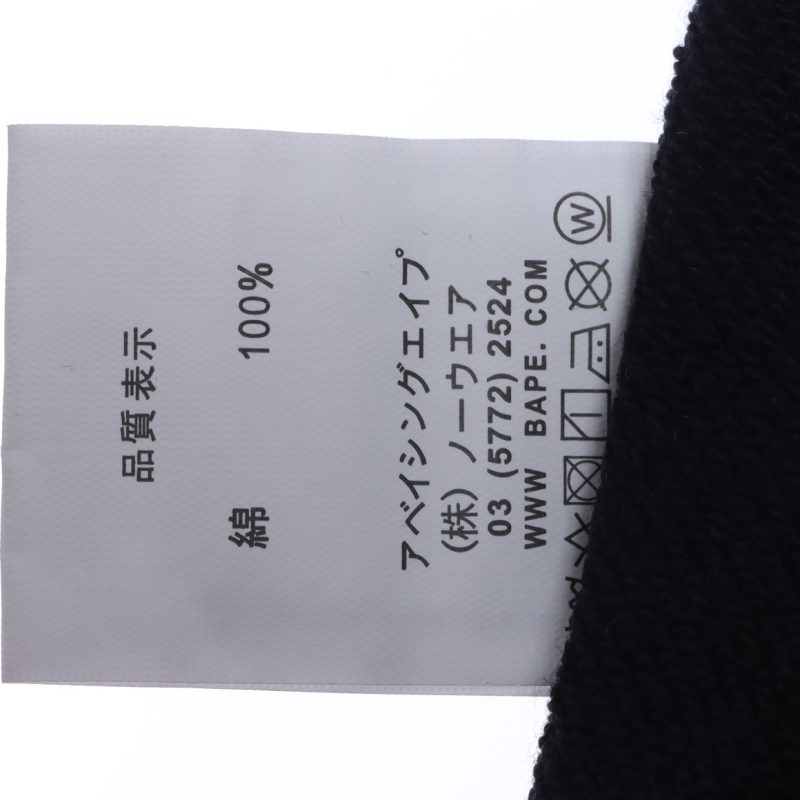 品質表示
綿 100%
アベイシングエイプ
(株) ノーウエア
03 (5772) 2524
WWW BAPE. COM
W